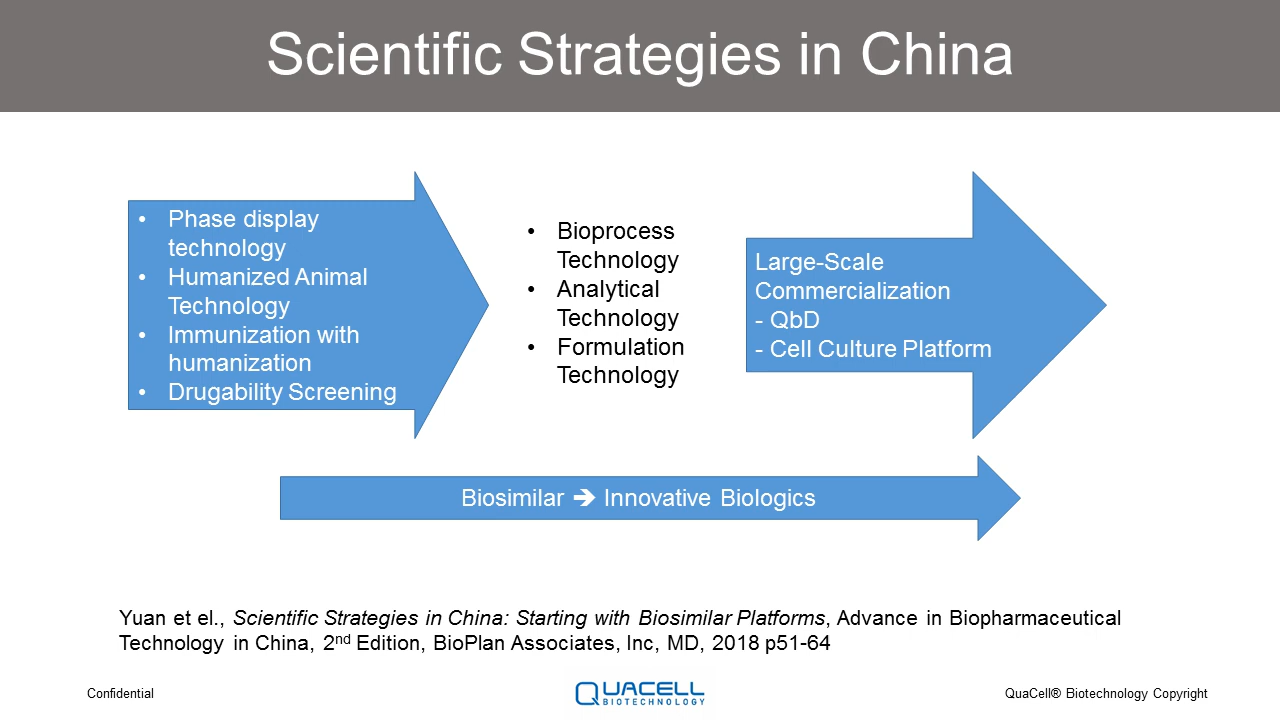 Scientific Strategies in China
• Phase display
technology
• Humanized Animal
Technology
• Immunization with
humanization
• Drugability Screening
• Bioprocess
Technology
• Analytical
Technology
• Formulation
Technology
Large-Scale
Commercialization
- QbD
- Cell Culture Platform
Biosimilar ➔ Innovative Biologics
Yuan et el., Scientific Strategies in China: Starting with Biosimilar Platforms, Advance in Biopharmaceutical
Technology in China, 2nd Edition, BioPlan Associates, Inc, MD, 2018 p51-64
Confidential
QUACELL
BIOTECHNOLOGY
QuaCell® Biotechnology Copyright